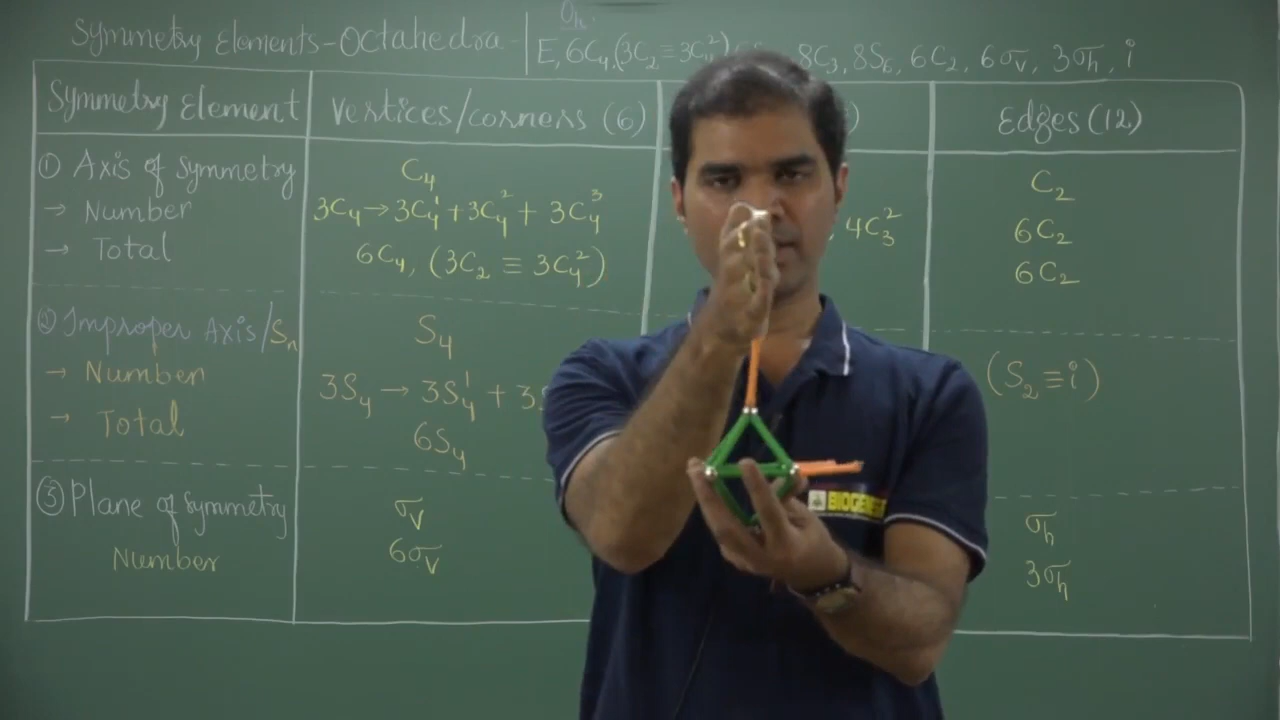 Symmetry Elements-Octahedra-
Oh.
E, 6C4, (3C2 ≡ 3C4²) 8C3, 8S6, 6C2, 6σv, 3σh, i
Symmetry Element Vertices/corners (6) ) Edges (12)
① Axis of Symmetry C4 C2
→ Number 3C4 → 3C4¹ + 3C4² + 3C4³ , 4C3² 6C2
→ Total 6C4, (3C2 ≡ 3C4²) 6C2
② Improper Axis/Sn S4
→ Number 3S4 → 3S4¹ + 3S (S2 ≡ i)
→ Total 6S4
③ Plane of symmetry σv σh
Number 6σv 3σh